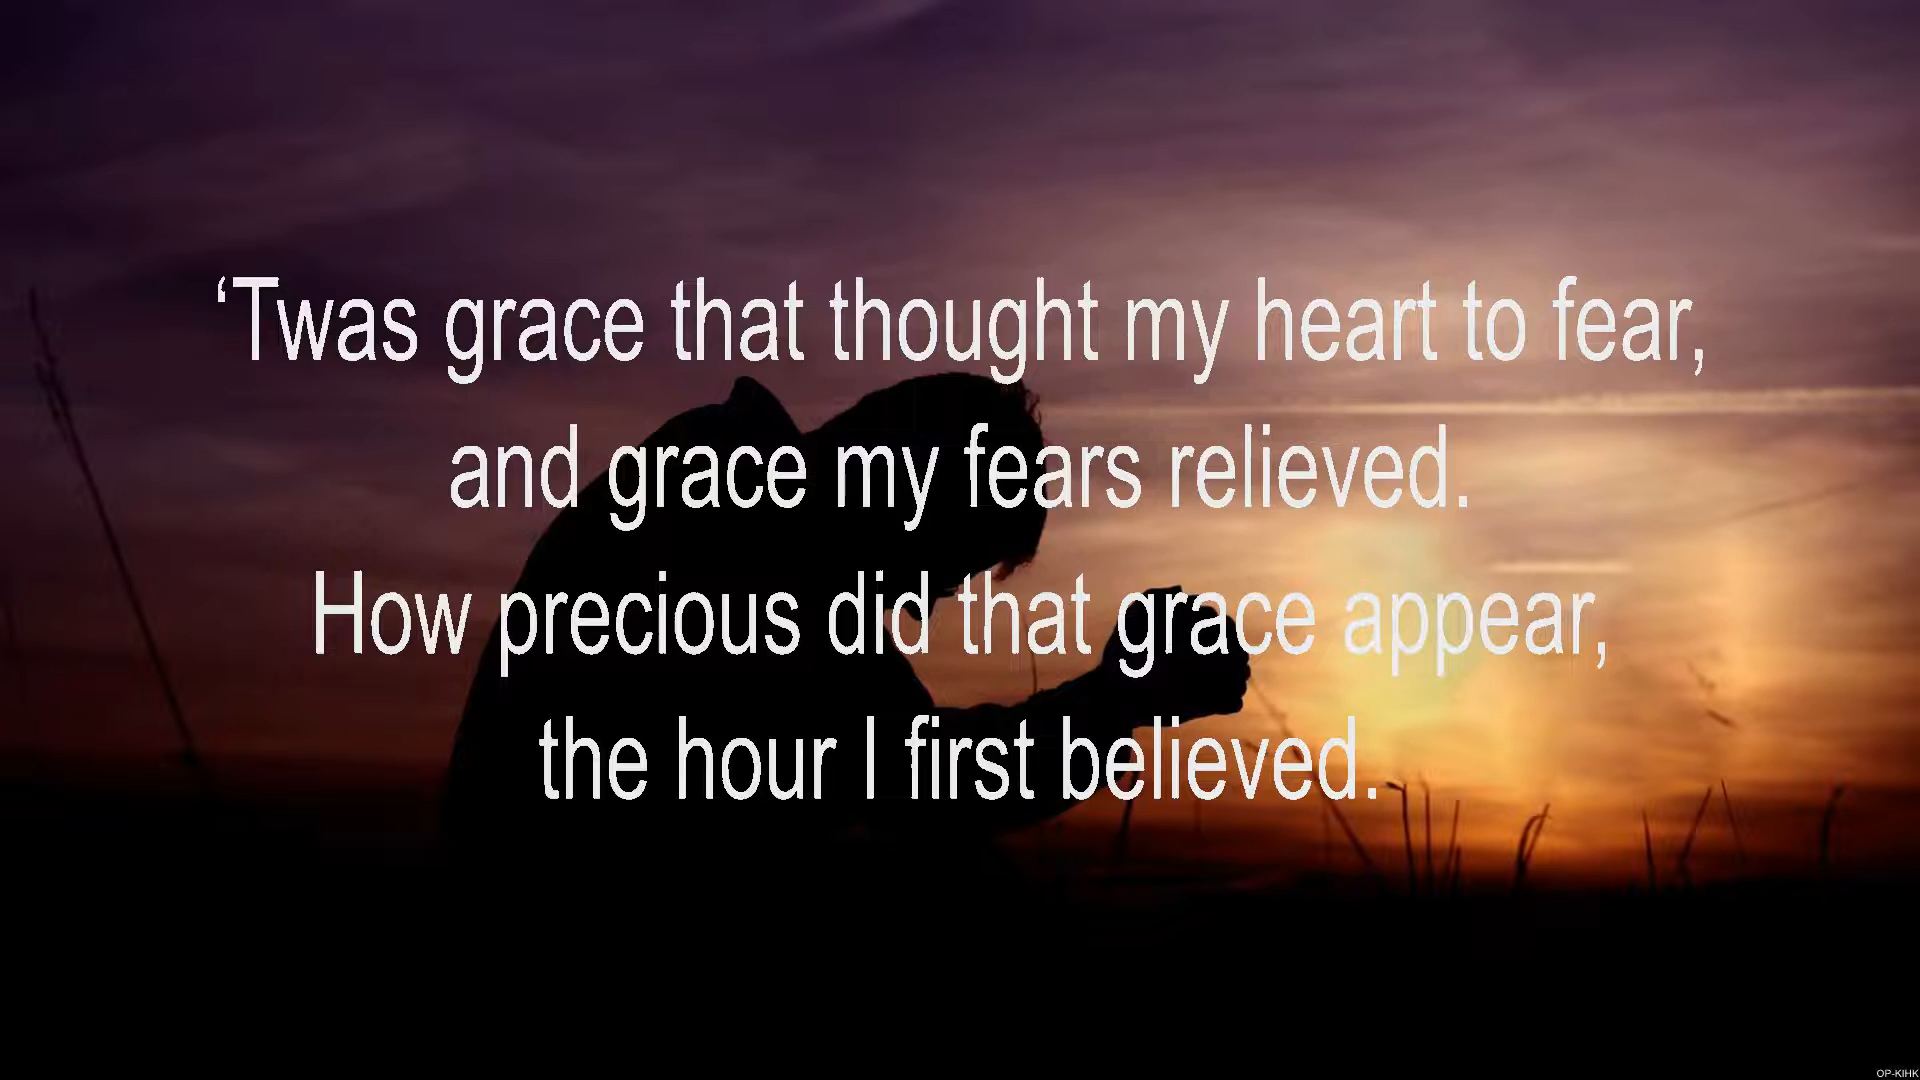 ‘Twas grace that thought my heart to fear,
and grace my fears relieved.
How precious did that grace appear,
the hour I first believed.
OP-KIHK